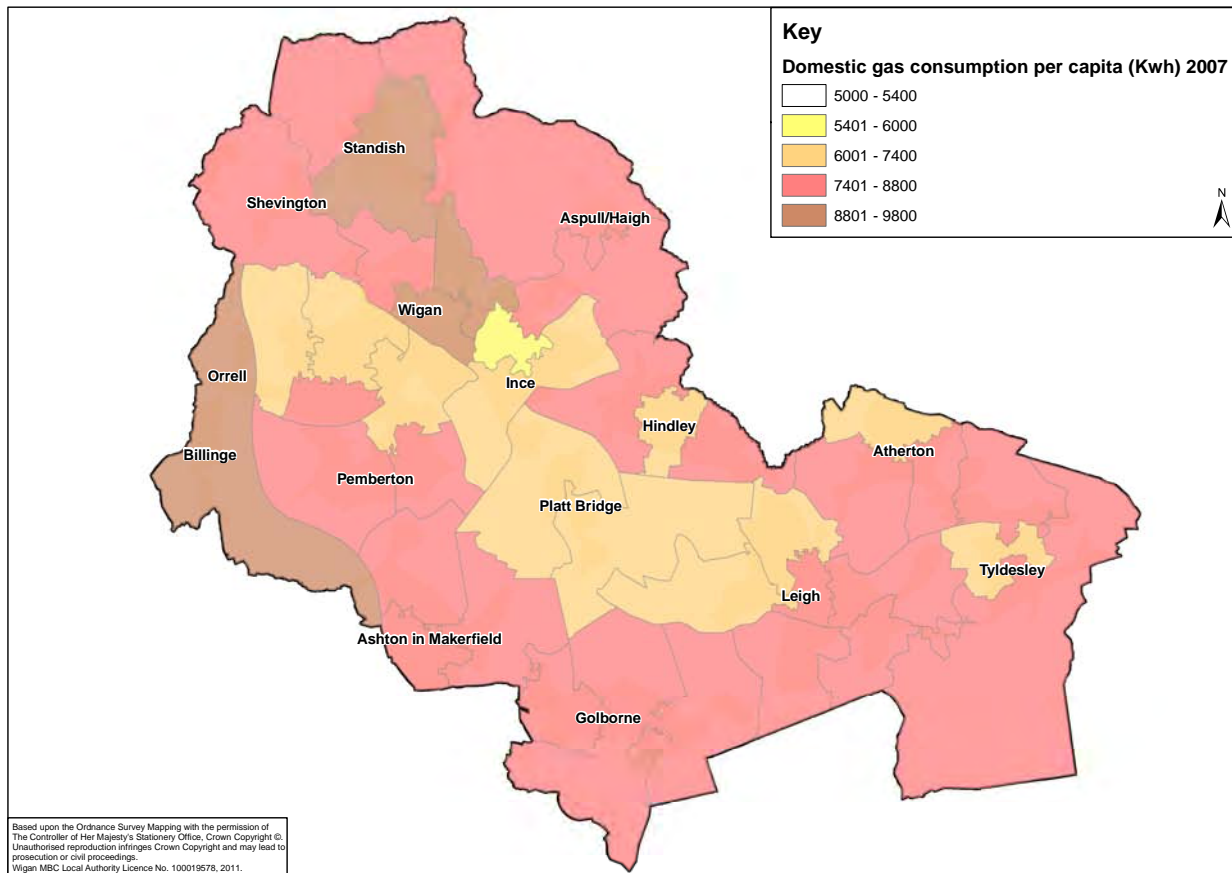 Key
Domestic gas consumption per capita (Kwh) 2007
5000 - 5400
5401 - 6000
6001 - 7400
7401 - 8800
8801 - 9800
N
Standish
Shevington
Aspull/Haigh
Wigan
Orrell
Ince
Hindley
Atherton
Billinge
Pemberton
Platt Bridge
Tyldesley
Leigh
Ashton in Makerfield
Golborne
Based upon the Ordnance Survey Mapping with the permission of
The Controller of Her Majesty's Stationery Office, Crown Copyright ©.
Unauthorised reproduction infringes Crown Copyright and may lead to
prosecution or civil proceedings.
Wigan MBC Local Authority Licence No. 100019578, 2011.